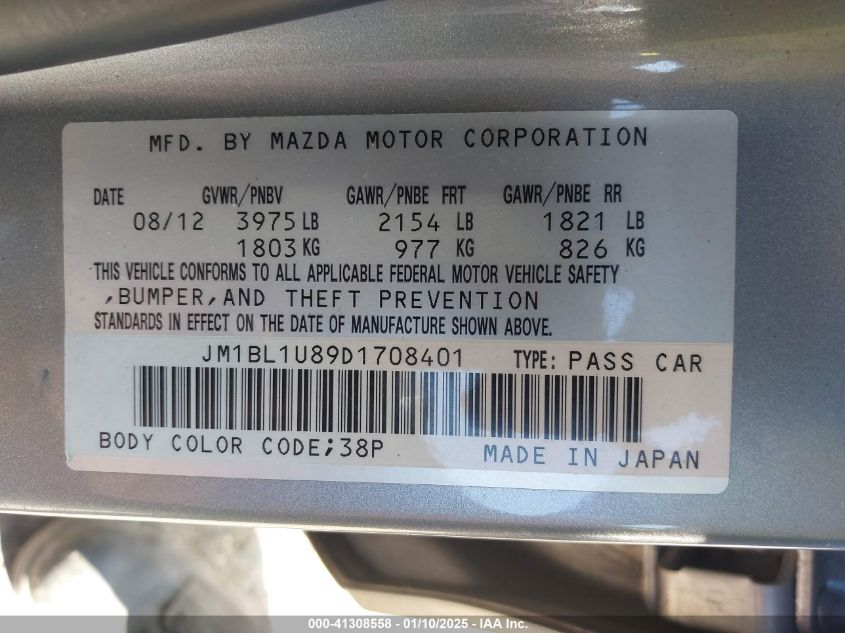 MFD. BY MAZDA MOTOR CORPORATION
DATE GVWR/PNBV GAWR/PNBE FRT GAWR/PNBE RR
08/12 3975 LB 2154 LB 1821 LB
1803 KG 977 KG 826 KG
THIS VEHICLE CONFORMS TO ALL APPLICABLE FEDERAL MOTOR VEHICLE SAFETY
,BUMPER,AND THEFT PREVENTION
STANDARDS IN EFFECT ON THE DATE OF MANUFACTURE SHOWN ABOVE.
JM1BL1U89D1708401 TYPE: PASS CAR
BODY COLOR CODE;38P MADE IN JAPAN
000-41308558 - 01/10/2025 - IAA Inc.